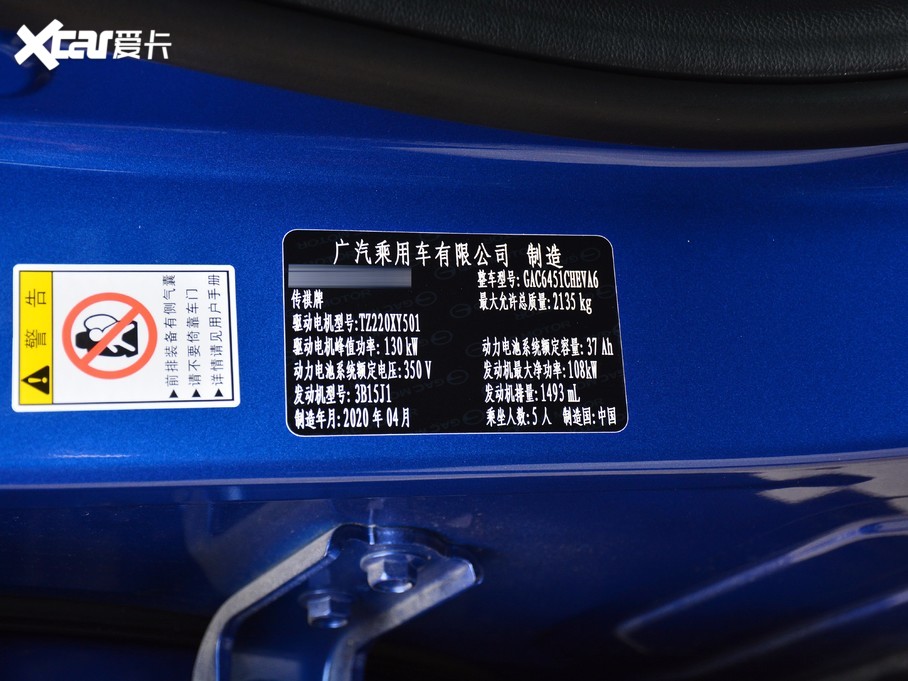 Xcar爱卡
广汽乘用车有限公司 制造
整车型号:GAC6451CHEVA6
传祺牌
最大允许总质量:2135 kg
驱动电机型号:TZ220XY501
驱动电机峰值功率:130 kW
动力电池系统额定容量:37 Ah
动力电池系统额定电压:350 V
发动机最大净功率:108kW
发动机型号:3B15J1
发动机排量:1493 mL
制造年月:2020 年 04 月
乘坐人数:5 人 制造国:中国
警告
前排装备有侧气囊
请不要倚靠车门
详情请见用户手册